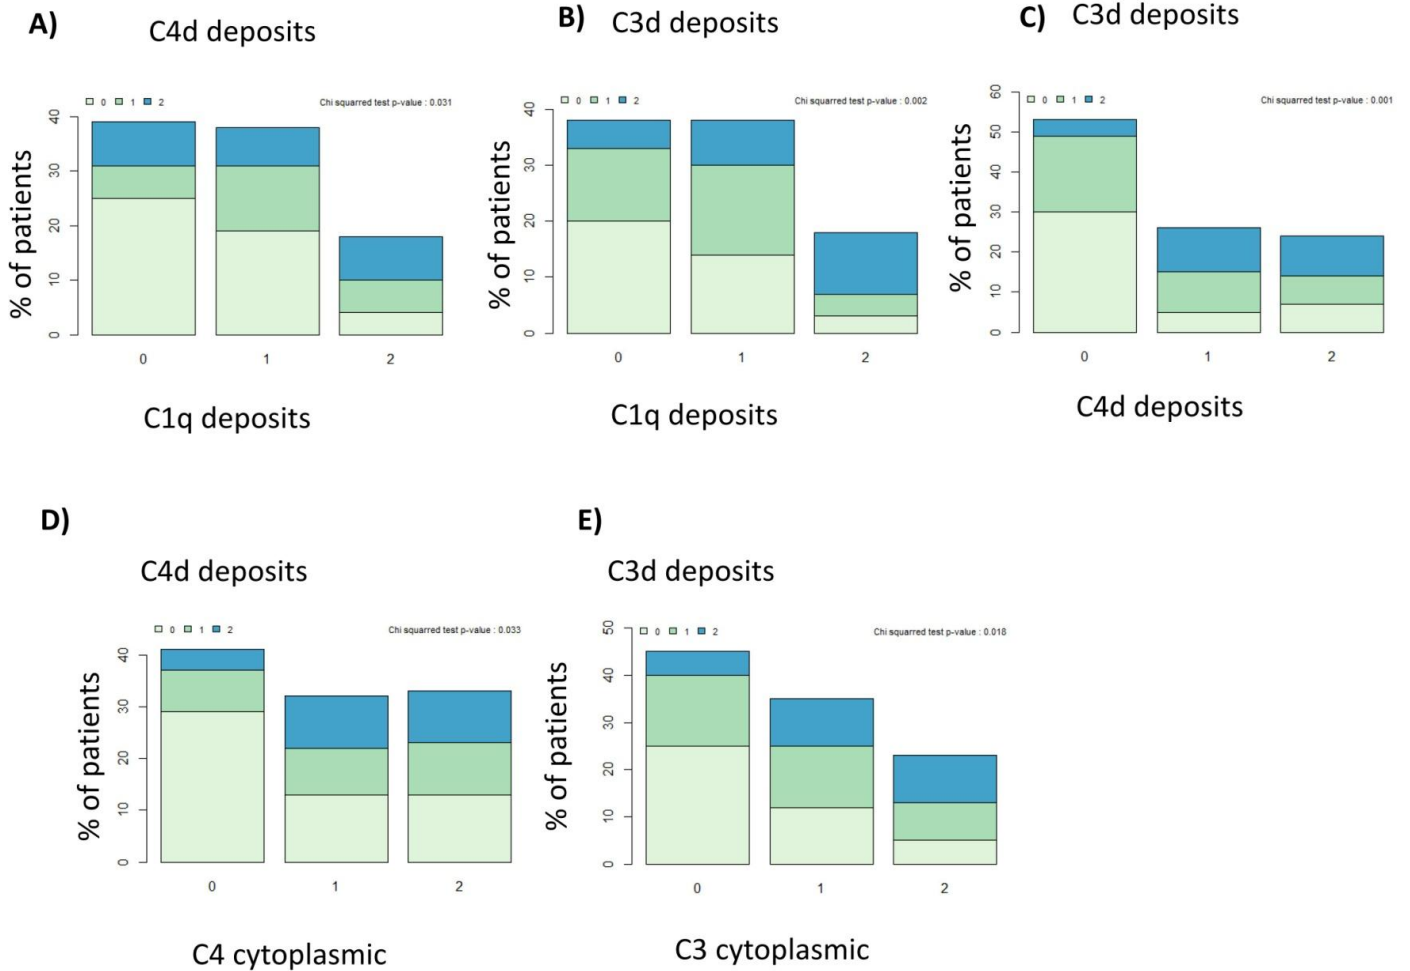 A)
C4d deposits
0 1 2
Chi squarred test p-value : 0.031
% of patients
40
30
20
10
0
0 1 2
C1q deposits
B)
C3d deposits
0 1 2
Chi squarred test p-value : 0.002
% of patients
40
30
20
10
0
0 1 2
C1q deposits
C)
C3d deposits
0 1 2
Chi squarred test p-value : 0.001
% of patients
60
50
40
30
20
10
0
0 1 2
C4d deposits
D)
C4d deposits
0 1 2
Chi squarred test p-value : 0.033
% of patients
40
30
20
10
0
0 1 2
C4 cytoplasmic
E)
C3d deposits
0 1 2
Chi squarred test p-value : 0.018
% of patients
50
40
30
20
10
0
0 1 2
C3 cytoplasmic